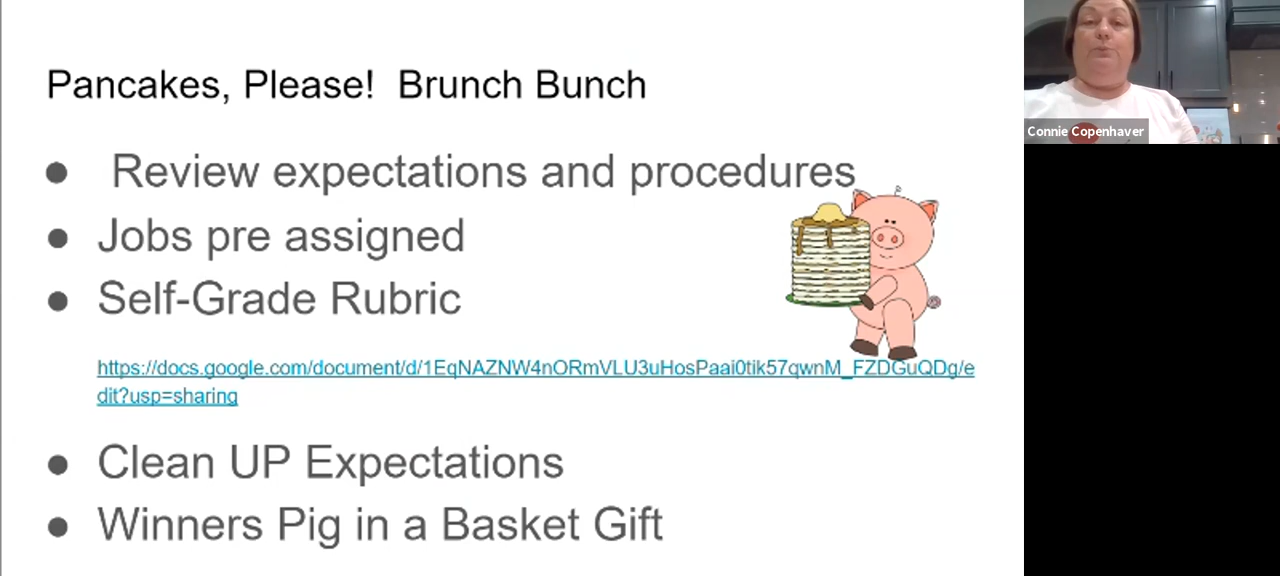 Pancakes, Please!  Brunch Bunch
● Review expectations and procedures
● Jobs pre assigned
● Self-Grade Rubric
https://docs.google.com/document/d/1EqNAZNW4nORmVLU3uHosPaai0tik57qwnM_FZDGuQDg/e
dit?usp=sharing
● Clean UP Expectations
● Winners Pig in a Basket Gift
Connie Copenhaver